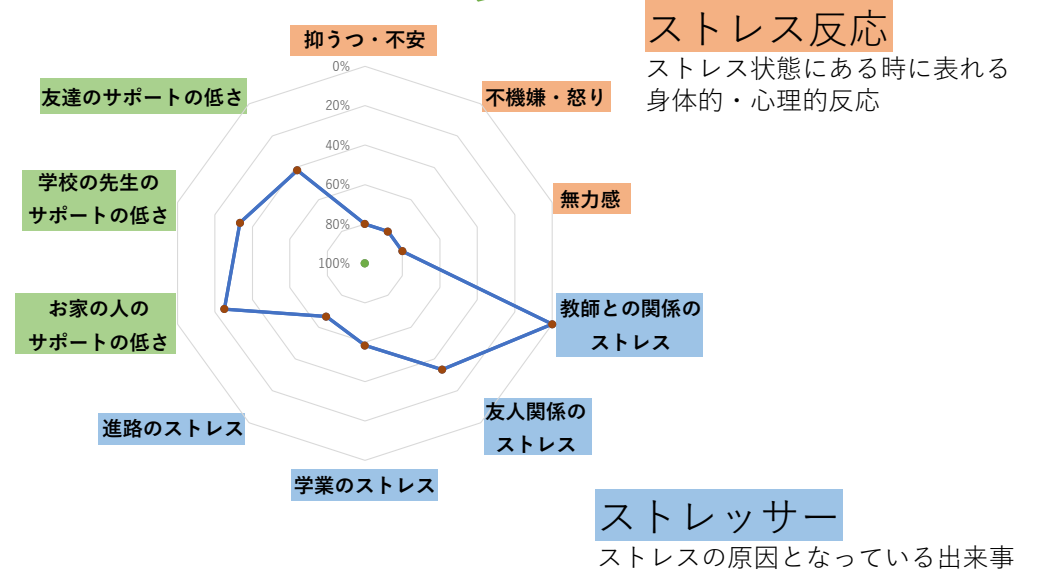 ストレス反応
ストレス状態にある時に表れる
身体的・心理的反応
抑うつ・不安
不機嫌・怒り
無力感
教師との関係の
ストレス
友人関係の
ストレス
学業のストレス
進路のストレス
お家の人の
サポートの低さ
学校の先生の
サポートの低さ
友達のサポートの低さ
0%
20%
40%
60%
80%
100%
ストレッサー
ストレスの原因となっている出来事